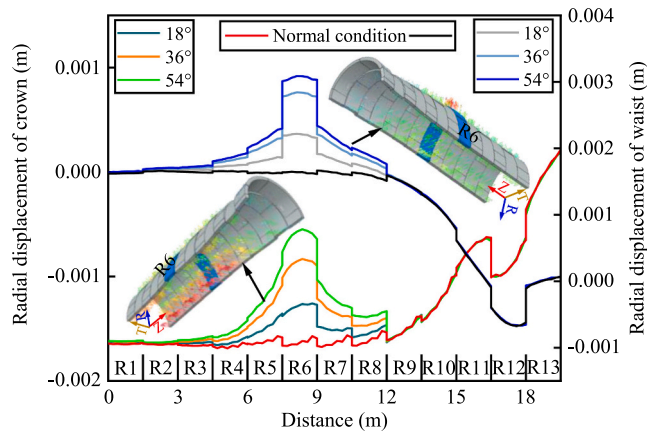 0.004
0.001
0.003
0.000
0.002
0.001
-0.001
0.000
-0.001
-0.002
Radial displacement of crown (m)
Radial displacement of waist (m)
18°
36°
54°
Normal condition
18°
36°
54°
R6
Z
T
R
R6
R
T
Z
R1 R2 R3 R4 R5 R6 R7 R8 R9 R10 R11 R12 R13
0 3 6 9 12 15 18
Distance (m)